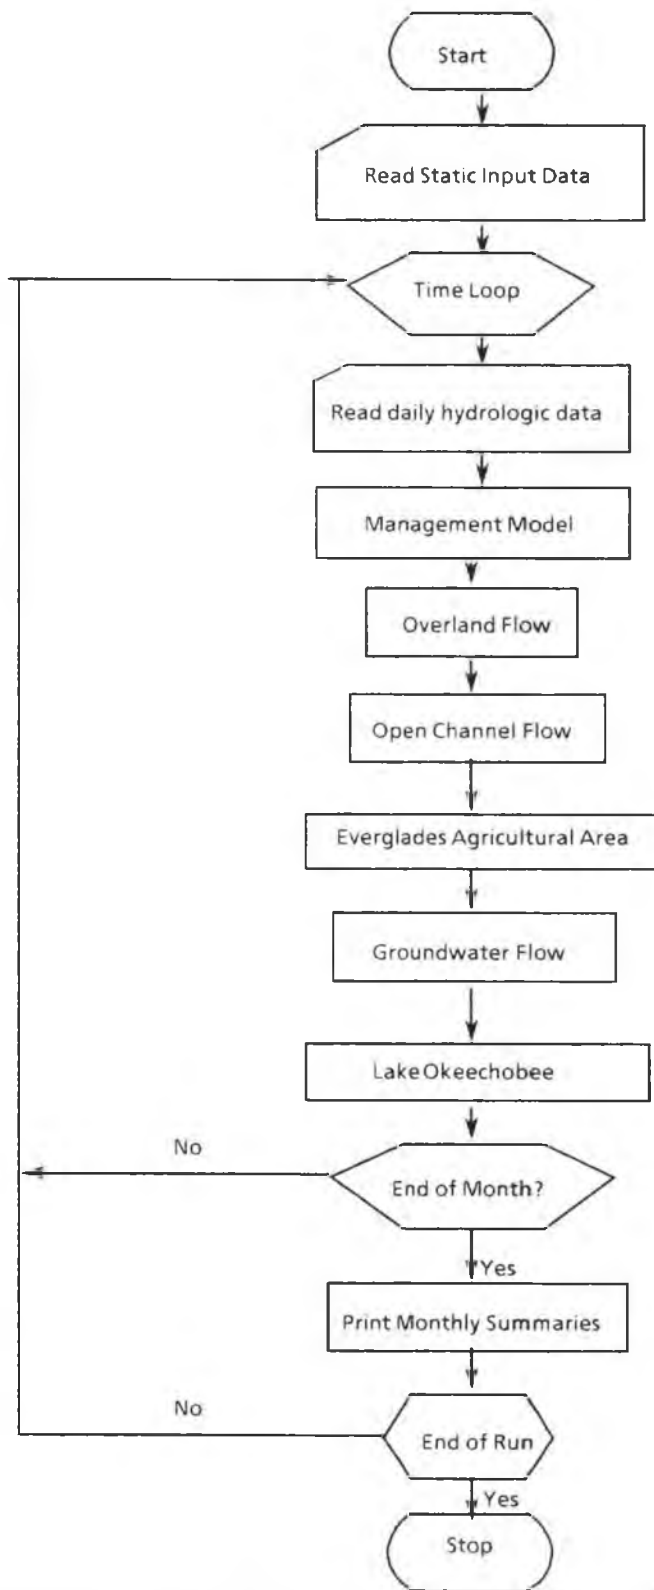 Start
Read Static Input Data
Time Loop
Read daily hydrologic data
Management Model
Overland Flow
Open Channel Flow
Everglades Agricultural Area
Groundwater Flow
Lake Okeechobee
No
End of Month?
Yes
Print Monthly Summaries
No
End of Run
Yes
Stop